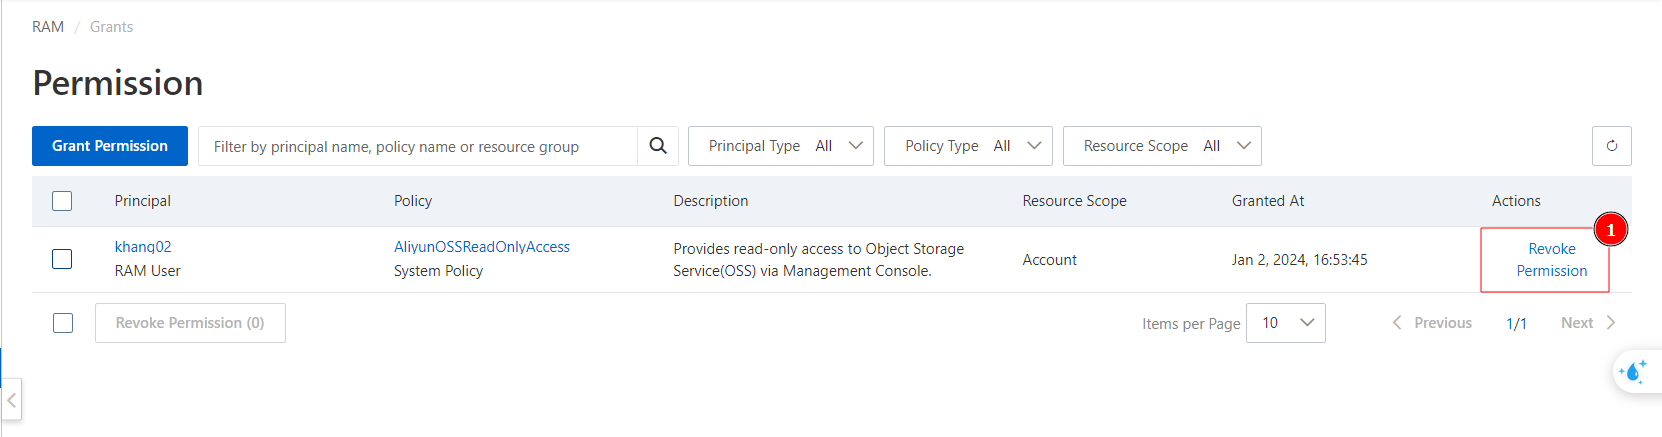 RAM / Grants
Permission
Grant Permission Filter by principal name, policy name or resource group Principal Type All Policy Type All Resource Scope All
Principal Policy Description Resource Scope Granted At Actions
1
khang02 AliyunOSSReadOnlyAccess Provides read-only access to Object Storage Revoke
RAM User System Policy Service(OSS) via Management Console. Account Jan 2, 2024, 16:53:45 Permission
Revoke Permission (0) Items per Page 10 Previous 1/1 Next